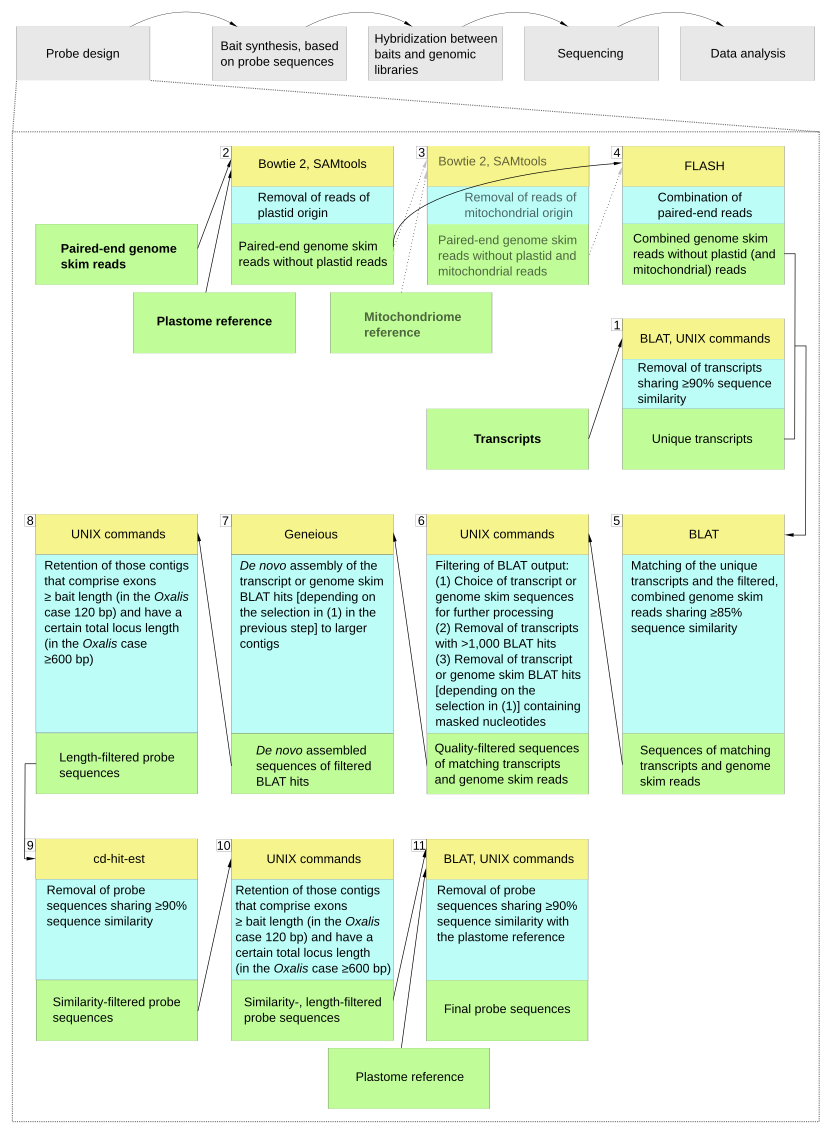 Probe design
Bait synthesis, based
on probe sequences
Hybridization between
baits and genomic
libraries
Sequencing
Data analysis
2
Bowtie 2, SAMtools
Removal of reads of
plastid origin
Paired-end genome skim
reads without plastid reads
3
Bowtie 2, SAMtools
Removal of reads of
mitochondrial origin
Paired-end genome skim
reads without plastid and
mitochondrial reads
4
FLASH
Combination of
paired-end reads
Combined genome skim
reads without plastid (and
mitochondrial) reads
Paired-end genome
skim reads
Plastome reference
Mitochondriome
reference
1
BLAT, UNIX commands
Removal of transcripts
sharing ≥90% sequence
similarity
Unique transcripts
Transcripts
8
UNIX commands
Retention of those contigs
that comprise exons
≥ bait length (in the Oxalis
case 120 bp) and have a
certain total locus length
(in the Oxalis case
≥600 bp)
Length-filtered probe
sequences
7
Geneious
De novo assembly of the
transcript or genome skim
BLAT hits [depending on
the selection in (1) in the
previous step] to larger
contigs
De novo assembled
sequences of filtered
BLAT hits
6
UNIX commands
Filtering of BLAT output:
(1) Choice of transcript or
genome skim sequences
for further processing
(2) Removal of transcripts
with >1,000 BLAT hits
(3) Removal of transcript
or genome skim BLAT hits
[depending on the
selection in (1)] containing
masked nucleotides
Quality-filtered sequences
of matching transcripts
and genome skim reads
5
BLAT
Matching of the unique
transcripts and the filtered,
combined genome skim
reads sharing ≥85%
sequence similarity
Sequences of matching
transcripts and genome
skim reads
9
cd-hit-est
Removal of probe
sequences sharing ≥90%
sequence similarity
Similarity-filtered probe
sequences
10
UNIX commands
Retention of those contigs
that comprise exons
≥ bait length (in the Oxalis
case 120 bp) and have a
certain total locus length
(in the Oxalis case ≥600 bp)
Similarity-, length-filtered
probe sequences
11
BLAT, UNIX commands
Removal of probe
sequences sharing ≥90%
sequence similarity with
the plastome reference
Final probe sequences
Plastome reference